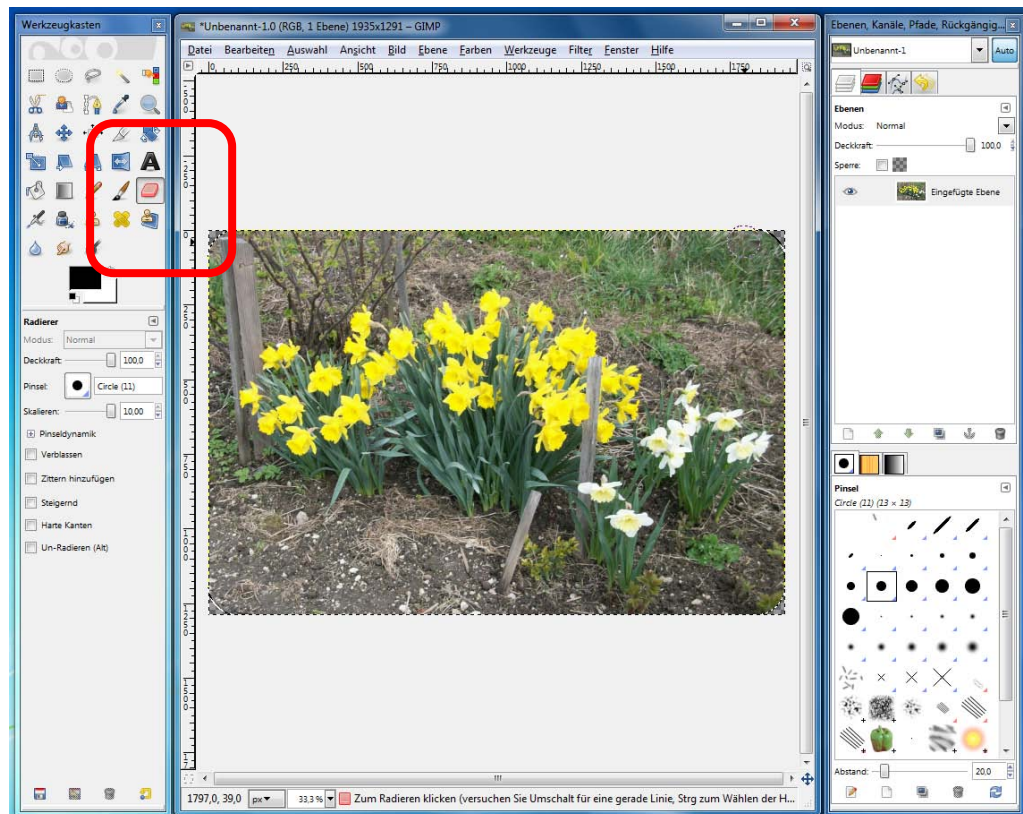 Werkzeugkasten
*Unbenannt-1.0 (RGB, 1 Ebene) 1935x1291 – GIMP
Datei Bearbeiten Auswahl Ansicht Bild Ebene Farben Werkzeuge Filter Fenster Hilfe
0 250 500 750 1000 1250 1500 1750
Radierer
Modus: Normal
Deckkraft: 100,0
Pinsel: Circle (11)
Skalieren: 10,00
Pinseldynamik
Verblassen
Zittern hinzufügen
Steigernd
Harte Kanten
Un-Radieren (Alt)
1797,0, 39,0 px 33,3 % Zum Radieren klicken (versuchen Sie Umschalt für eine gerade Linie, Strg zum Wählen der H...
Ebenen, Kanäle, Pfade, Rückgängig...
Unbenannt-1 Auto
Ebenen
Modus: Normal
Deckkraft: 100,0
Sperre:
Eingefügte Ebene
Pinsel
Circle (11) (13 × 13)
Abstand: 20,0